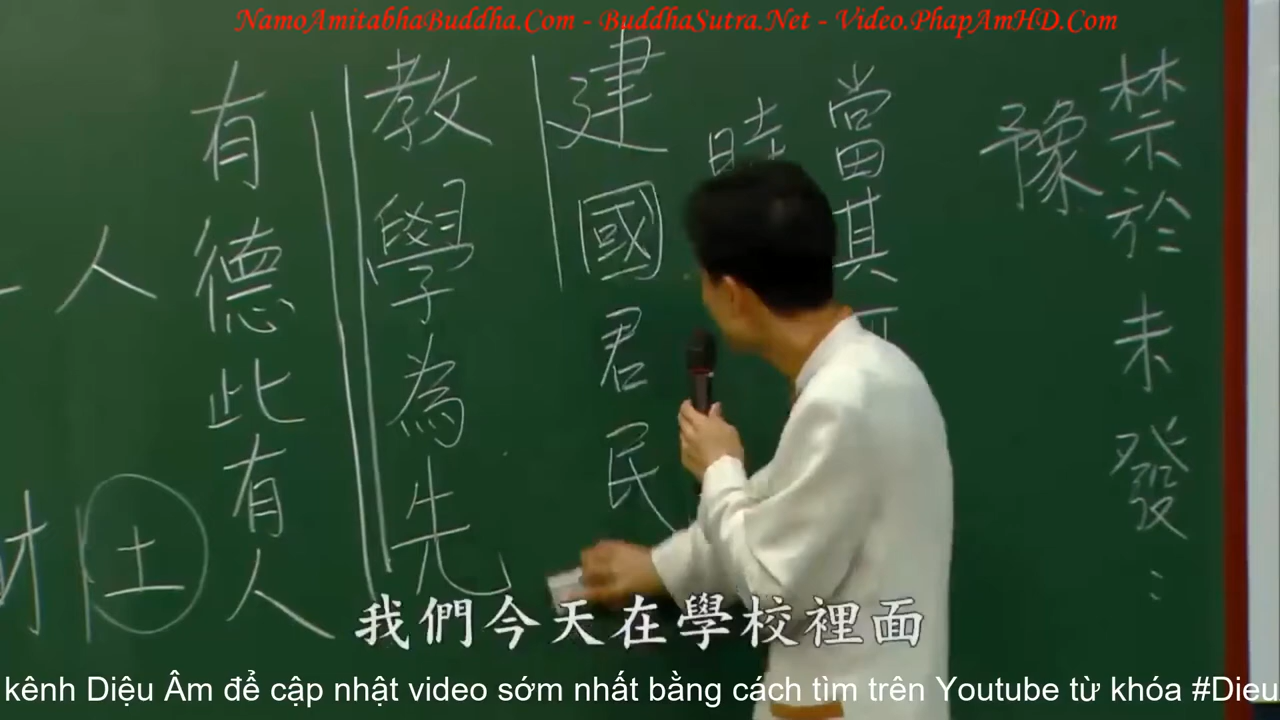 NamoAmitabhaBuddha.Com - BuddhaSutra.Net - Video.PhapAmHD.Com
禁於未發：
豫
當其可
時
建國君民
教學為先
有德此有人
人
土
我們今天在學校裡面
kênh Diệu Âm để cập nhật video sớm nhất bằng cách tìm trên Youtube từ khóa #Dieu